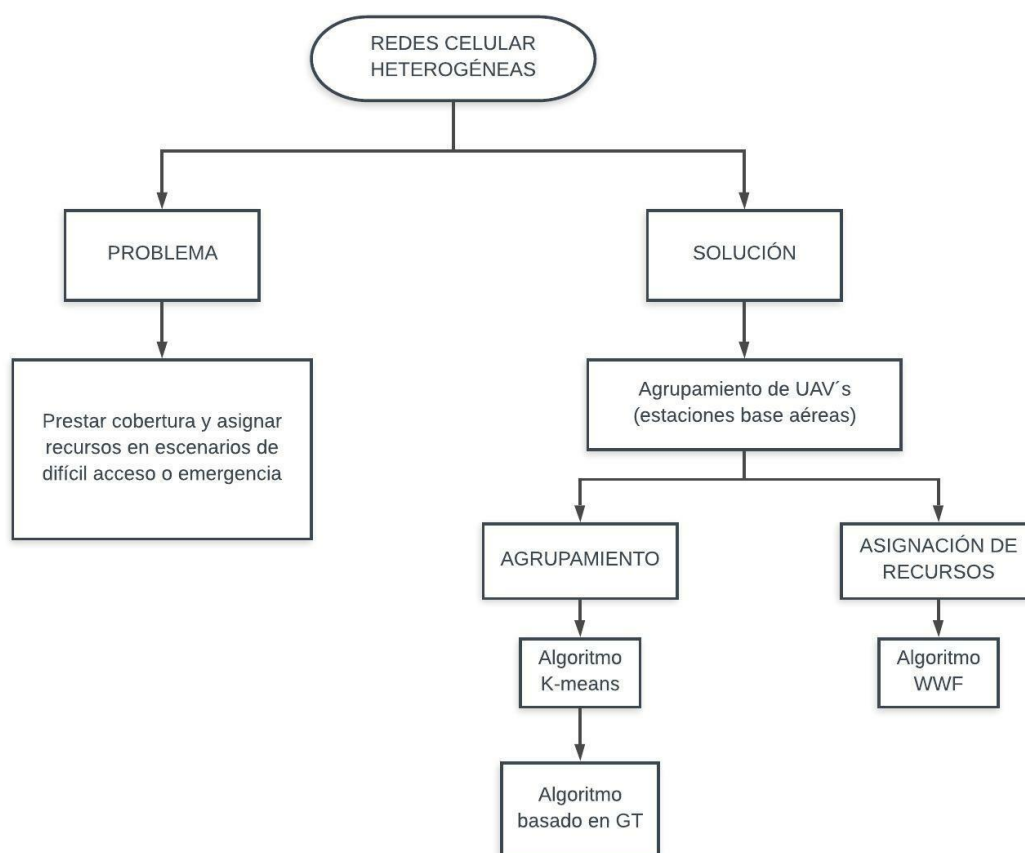 REDES CELULAR
HETEROGÉNEAS
PROBLEMA
SOLUCIÓN
Prestar cobertura y asignar
recursos en escenarios de
difícil acceso o emergencia
Agrupamiento de UAV´s
(estaciones base aéreas)
AGRUPAMIENTO
ASIGNACIÓN DE
RECURSOS
Algoritmo
K-means
Algoritmo
WWF
Algoritmo
basado en GT